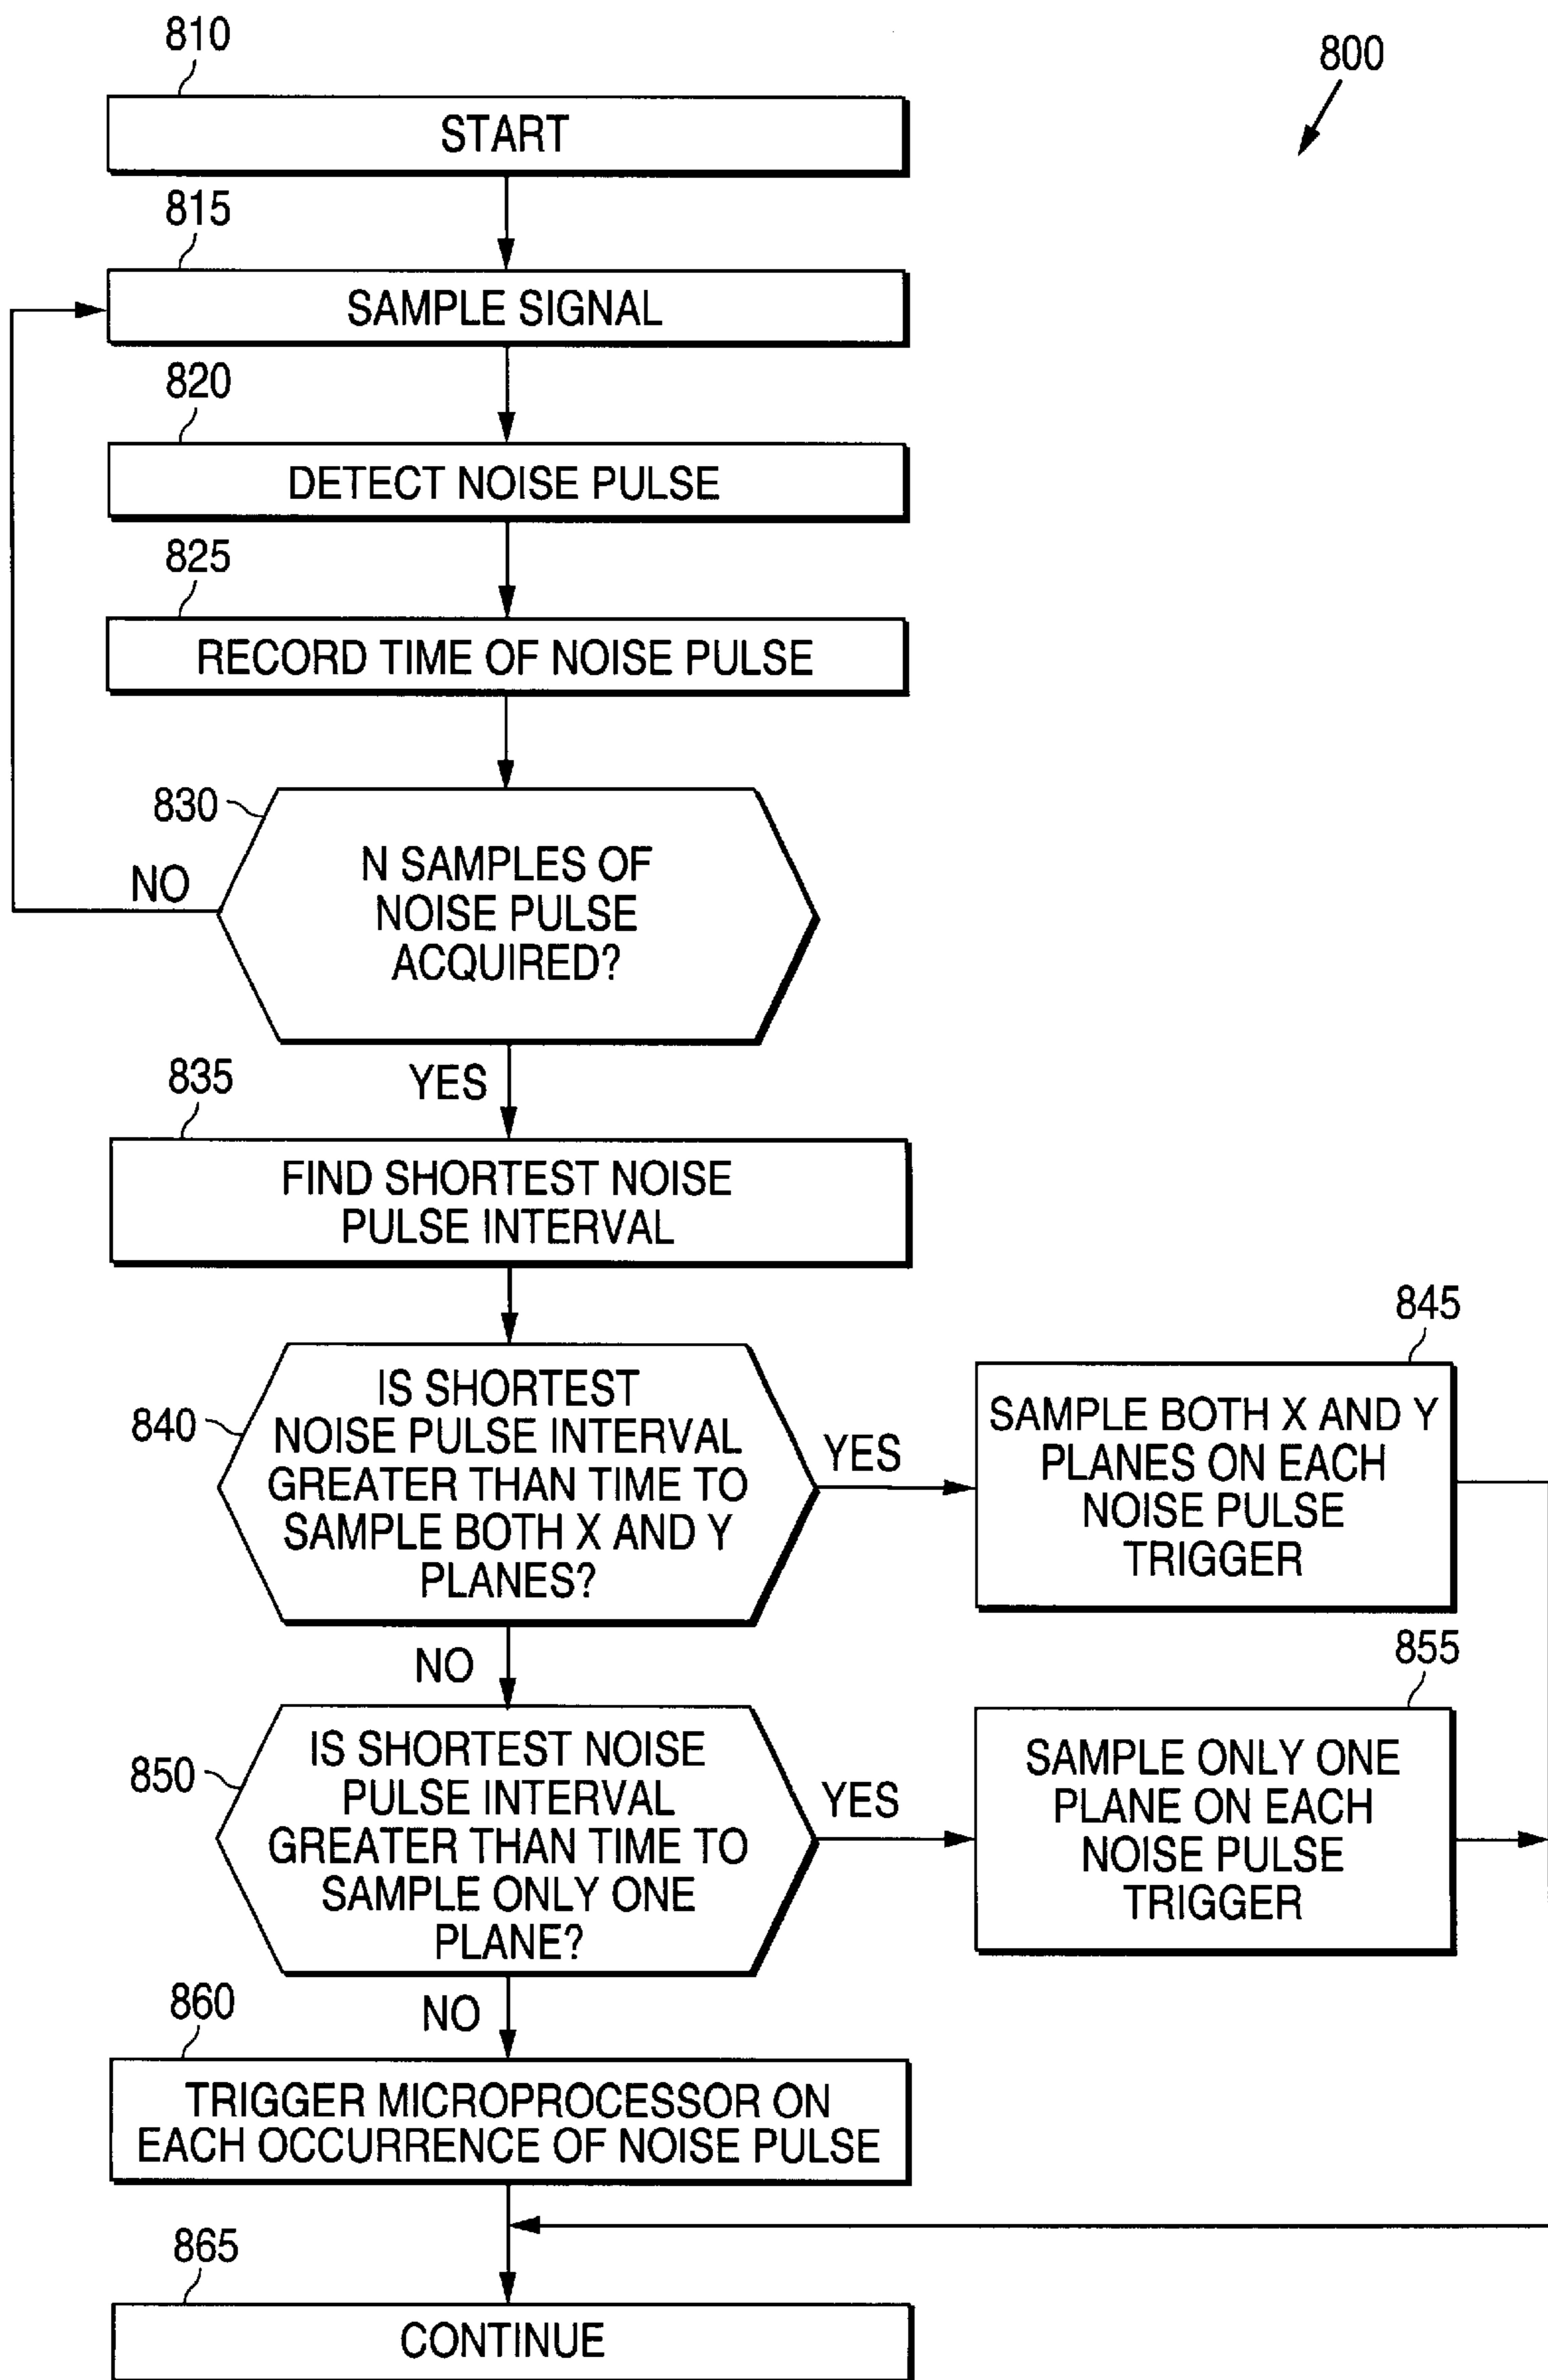 810
800
START
815
SAMPLE SIGNAL
820
DETECT NOISE PULSE
825
RECORD TIME OF NOISE PULSE
830
N SAMPLES OF
NOISE PULSE
ACQUIRED?
NO
YES
835
FIND SHORTEST NOISE
PULSE INTERVAL
840
IS SHORTEST
NOISE PULSE INTERVAL
GREATER THAN TIME TO
SAMPLE BOTH X AND Y
PLANES?
YES
845
SAMPLE BOTH X AND Y
PLANES ON EACH
NOISE PULSE
TRIGGER
NO
850
IS SHORTEST NOISE
PULSE INTERVAL
GREATER THAN TIME TO
SAMPLE ONLY ONE
PLANE?
YES
855
SAMPLE ONLY ONE
PLANE ON EACH
NOISE PULSE
TRIGGER
NO
860
TRIGGER MICROPROCESSOR ON
EACH OCCURRENCE OF NOISE PULSE
865
CONTINUE